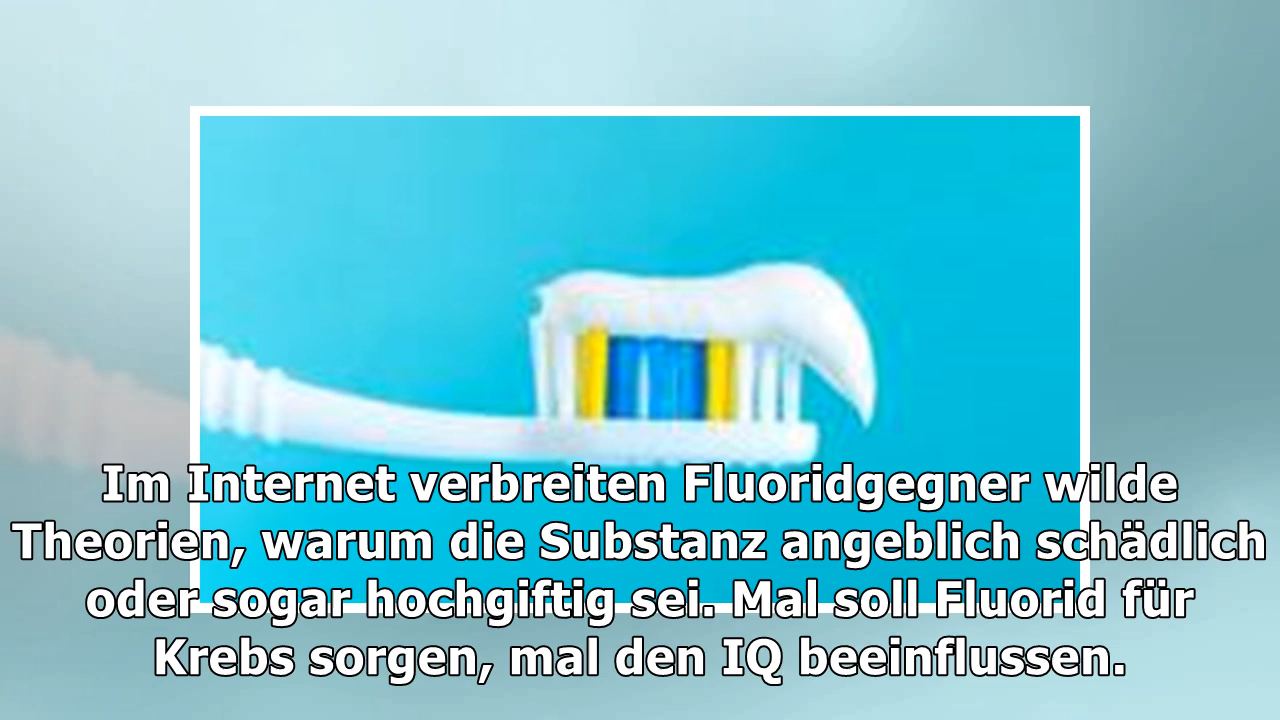 Im Internet verbreiten Fluoridgegner wilde
Theorien, warum die Substanz angeblich schädlich
oder sogar hochgiftig sei. Mal soll Fluorid für
Krebs sorgen, mal den IQ beeinflussen.